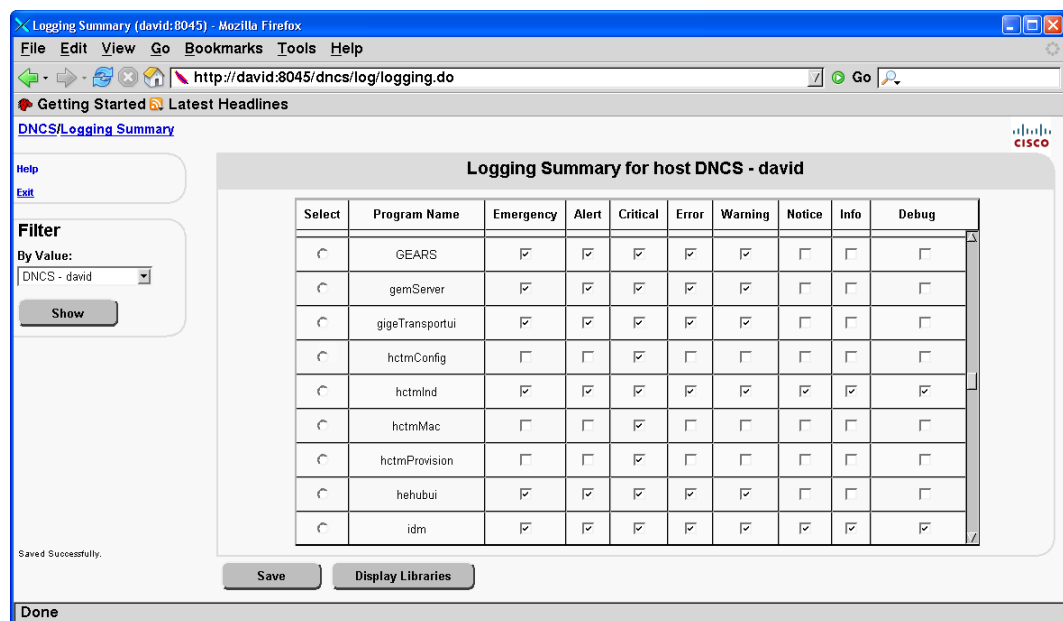 Logging Summary (david:8045) - Mozilla Firefox
File Edit View Go Bookmarks Tools Help
http://david:8045/dncs/log/logging.do Go
Getting Started Latest Headlines
DNCS/Logging Summary
CISCO
Help
Exit
Filter
By Value:
DNCS - david
Show
Saved Successfully.
Logging Summary for host DNCS - david
Select Program Name Emergency Alert Critical Error Warning Notice Info Debug
GEARS
gemServer
gigeTransportui
hctmConfig
hctmInd
hctmMac
hctmProvision
hehubui
idm
Save Display Libraries
Done